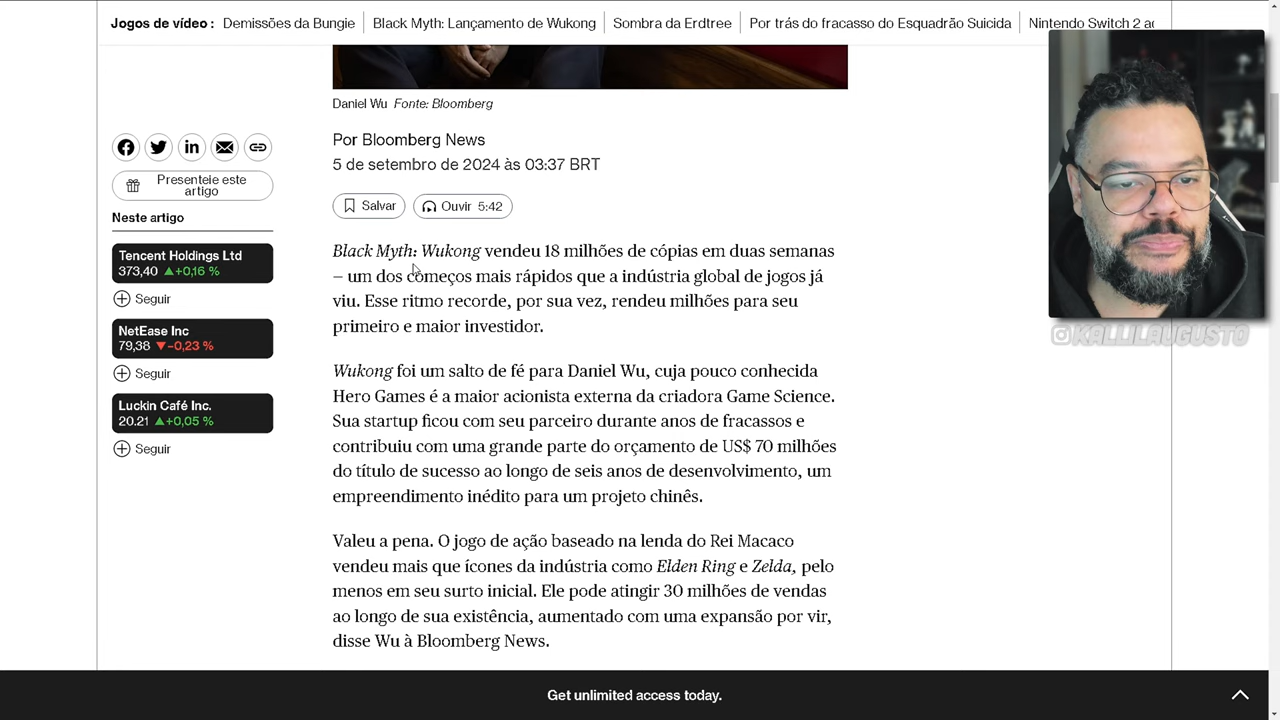 Jogos de vídeo : Demissões da Bungie Black Myth: Lançamento de Wukong Sombra da Erdtree Por trás do fracasso do Esquadrão Suicida Nintendo Switch 2
Daniel Wu Fonte: Bloomberg
Por Bloomberg News
5 de setembro de 2024 às 03:37 BRT
Presenteie este
artigo
Salvar Ouvir 5:42
Neste artigo
Tencent Holdings Ltd
373,40 ▲+0,16 %
Seguir
NetEase Inc
79,38 ▼-0,23 %
Seguir
Luckin Café Inc.
20.21 ▲+0,05 %
Seguir
Black Myth: Wukong vendeu 18 milhões de cópias em duas semanas
– um dos começos mais rápidos que a indústria global de jogos já
viu. Esse ritmo recorde, por sua vez, rendeu milhões para seu
primeiro e maior investidor.
Wukong foi um salto de fé para Daniel Wu, cuja pouco conhecida
Hero Games é a maior acionista externa da criadora Game Science.
Sua startup ficou com seu parceiro durante anos de fracassos e
contribuiu com uma grande parte do orçamento de US$ 70 milhões
do título de sucesso ao longo de seis anos de desenvolvimento, um
empreendimento inédito para um projeto chinês.
Valeu a pena. O jogo de ação baseado na lenda do Rei Macaco
vendeu mais que ícones da indústria como Elden Ring e Zelda, pelo
menos em seu surto inicial. Ele pode atingir 30 milhões de vendas
ao longo de sua existência, aumentado com uma expansão por vir,
disse Wu à Bloomberg News.
@KALLILAUGUSTO
Get unlimited access today.